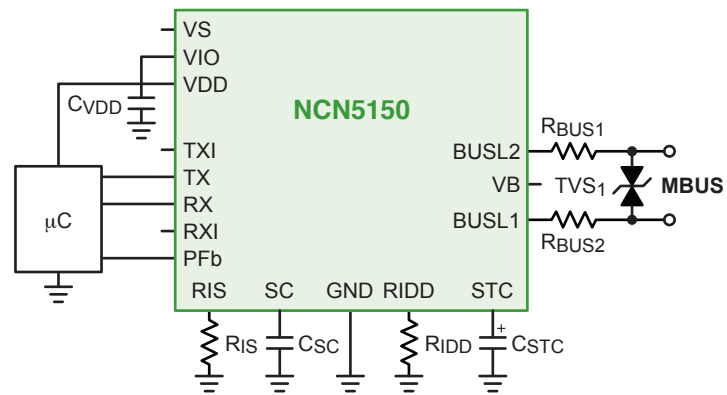 VS
VIO
VDD
CVDD
NCN5150
TXI
TX
RX
RXI
PFb
μC
BUSL2
VB
BUSL1
RBUS1
TVS1
MBUS
RBUS2
RIS
SC
GND
RIDD
STC
RIS
CSC
RIDD
+
CSTC